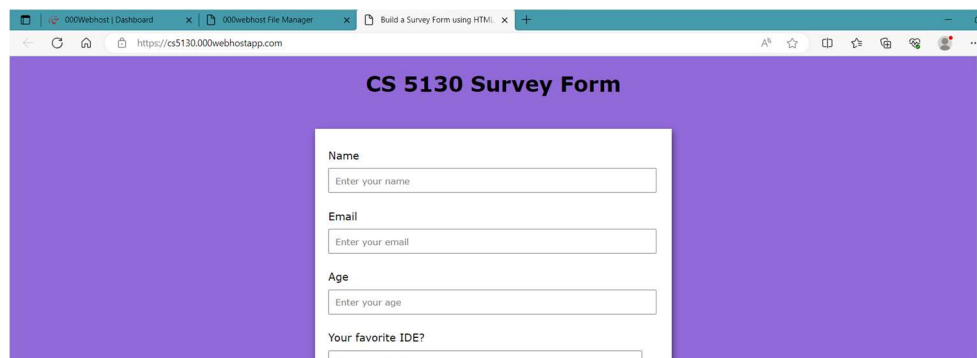 000Webhost | Dashboard
000webhost File Manager
Build a Survey Form using HTML
https://cs5130.000webhostapp.com
CS 5130 Survey Form
Name
Enter your name
Email
Enter your email
Age
Enter your age
Your favorite IDE?